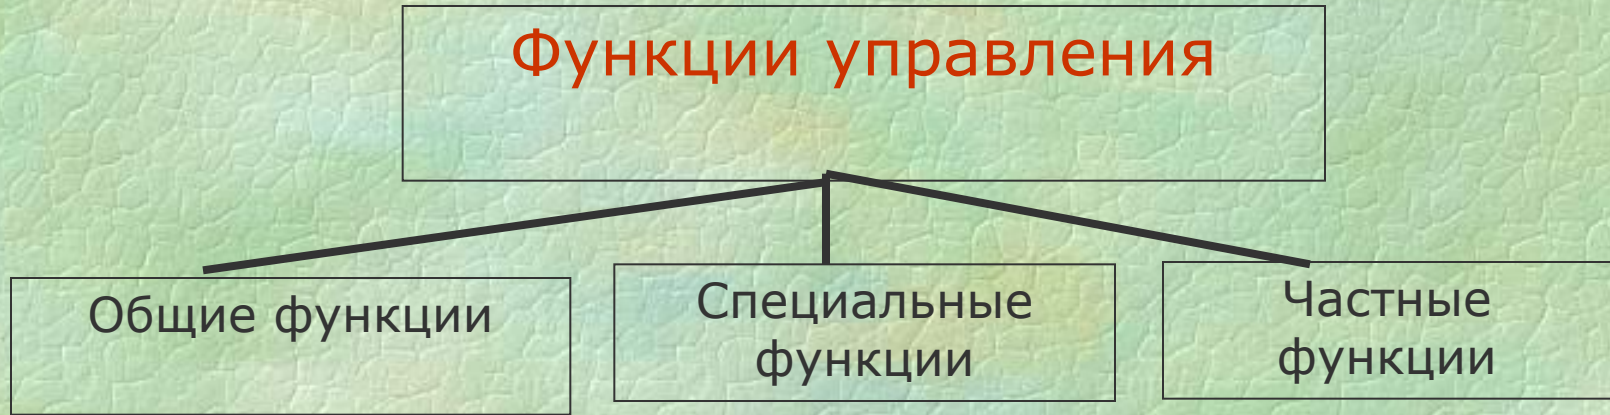 Функции управления
Общие функции
Специальные
функции
Частные
функции